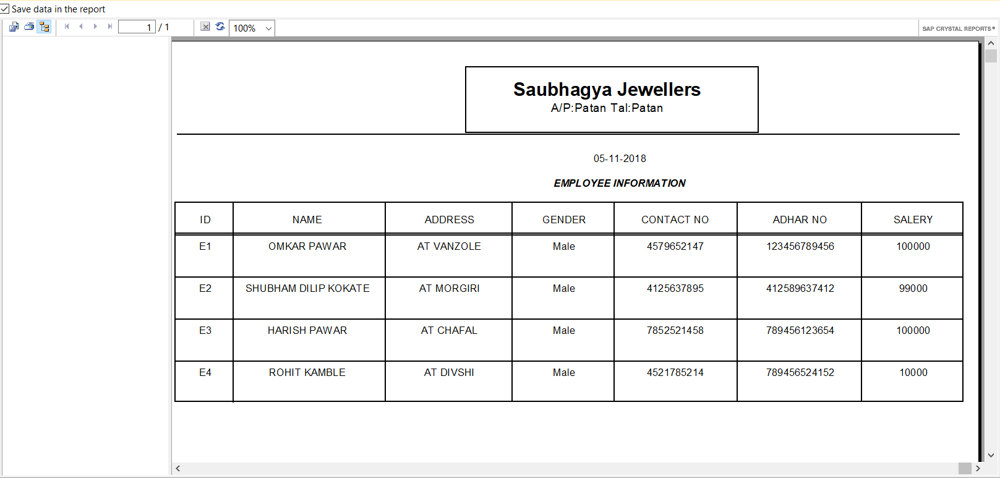 Save data in the report
1 / 1 100% SAP CRYSTAL REPORTS®
Saubhagya Jewellers
A/P:Patan Tal:Patan
05-11-2018
EMPLOYEE INFORMATION
ID NAME ADDRESS GENDER CONTACT NO ADHAR NO SALERY
E1 OMKAR PAWAR AT VANZOLE Male 4579652147 123456789456 100000
E2 SHUBHAM DILIP KOKATE AT MORGIRI Male 4125637895 412589637412 99000
E3 HARISH PAWAR AT CHAFAL Male 7852521458 789456123654 100000
E4 ROHIT KAMBLE AT DIVSHI Male 4521785214 789456524152 10000